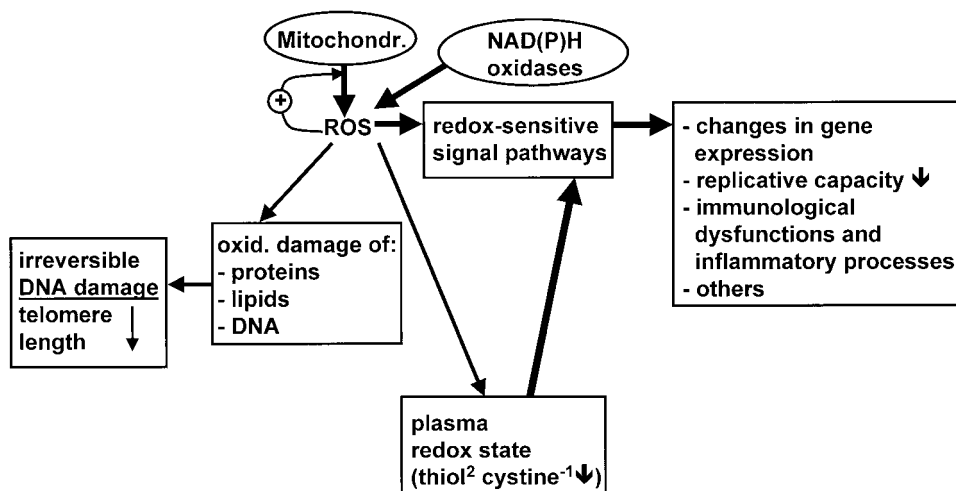 Mitochondr.
NAD(P)H
oxidases
+
ROS
redox-sensitive
signal pathways
- changes in gene
expression
- replicative capacity ↓
- immunological
dysfunctions and
inflammatory processes
- others
oxid. damage of:
- proteins
- lipids
- DNA
irreversible
DNA damage
telomere
length ↓
plasma
redox state
(thiol² cystine⁻¹ ↓)